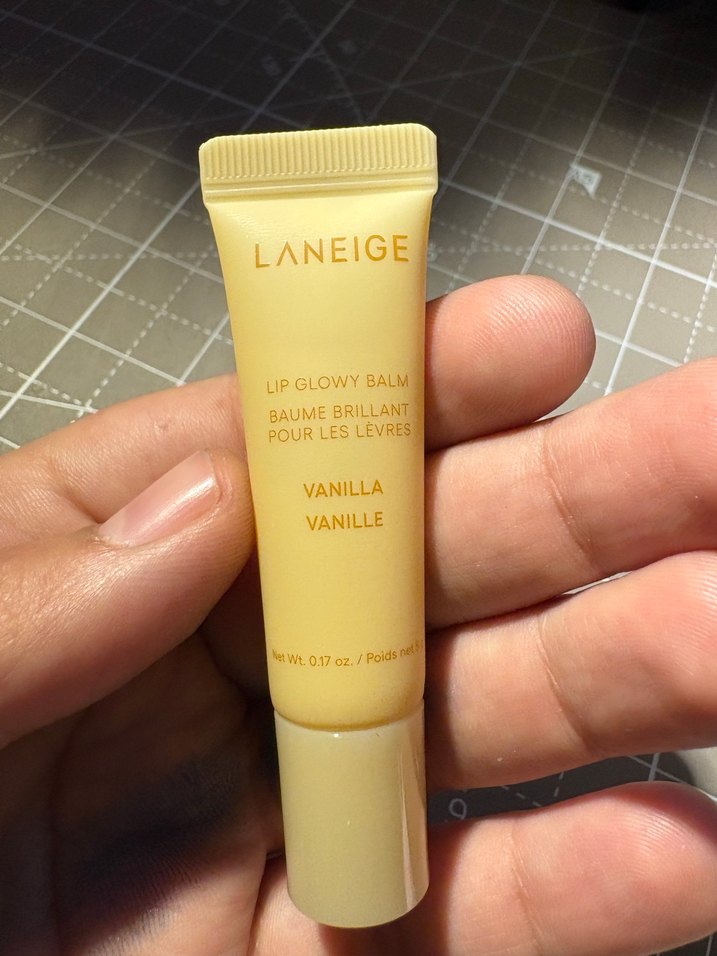 LANEIGE
LIP GLOWY BALM
BAUME BRILLANT
POUR LES LÈVRES
VANILLA
VANILLE
Net Wt. 0.17 oz. / Poids net